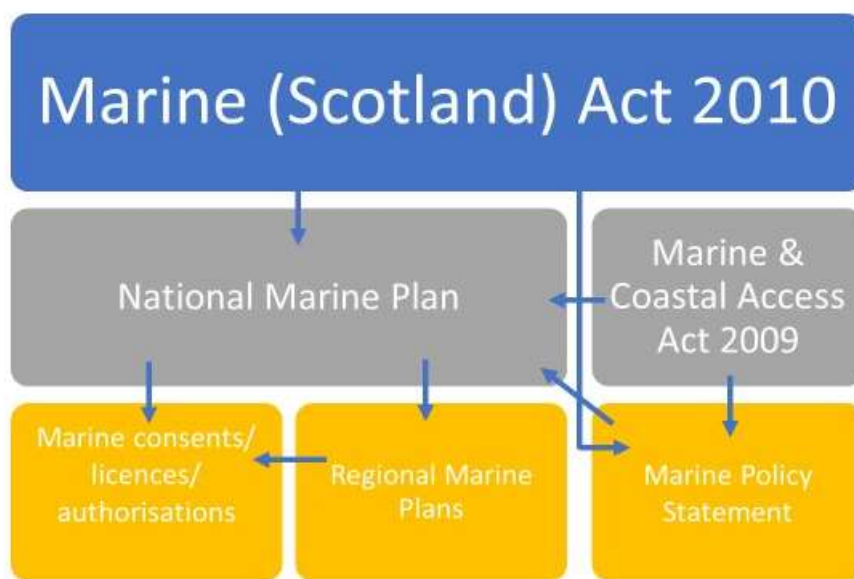 Marine (Scotland) Act 2010
National Marine Plan
Marine &
Coastal Access
Act 2009
Marine consents/
licences/
authorisations
Regional Marine
Plans
Marine Policy
Statement